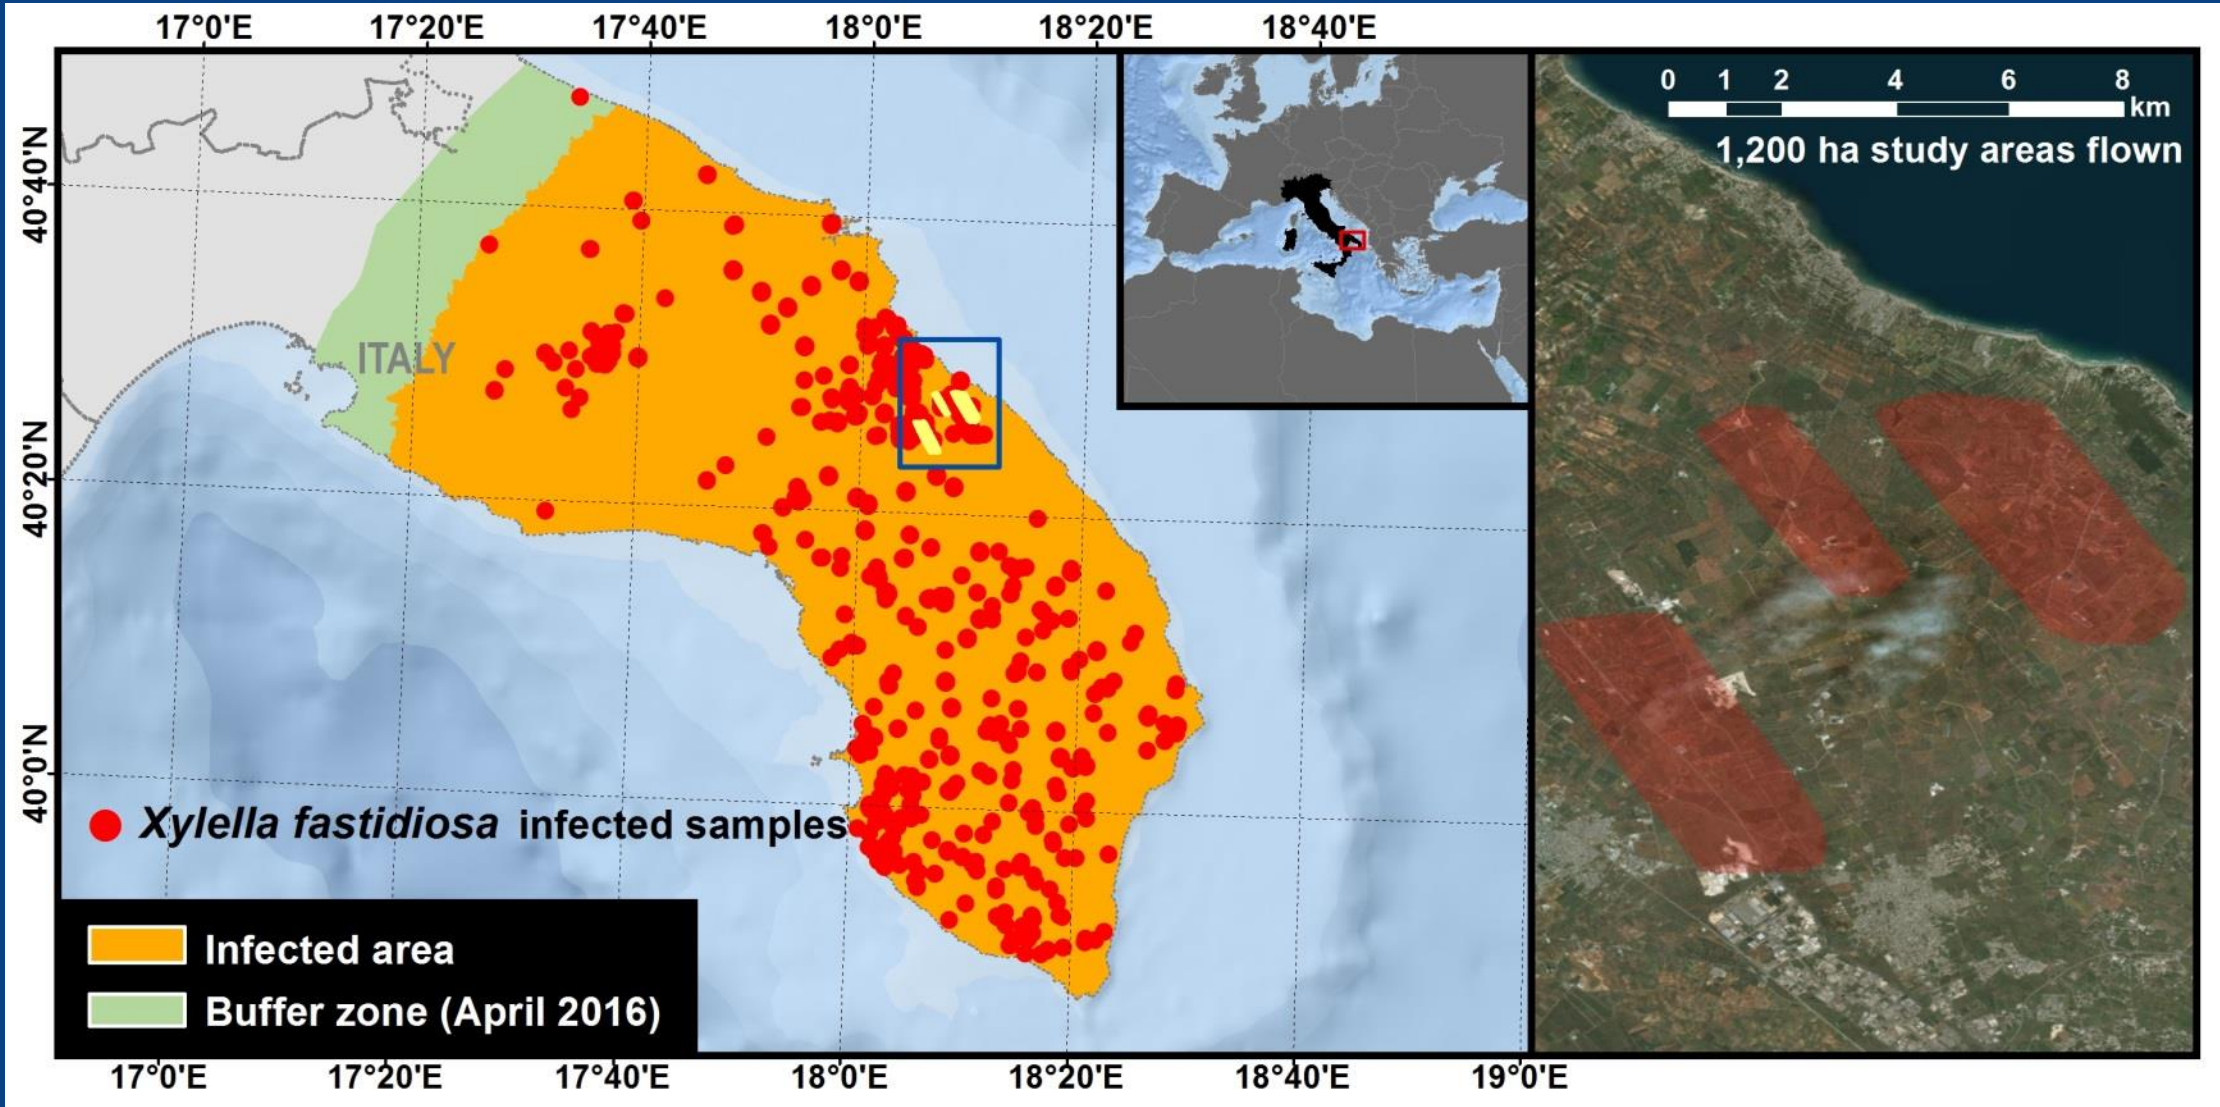 17°0'E 17°20'E 17°40'E 18°0'E 18°20'E 18°40'E
40°40'N
40°20'N
40°0'N
ITALY
Xylella fastidiosa infected samples
Infected area
Buffer zone (April 2016)
0 1 2 4 6 8
km
1,200 ha study areas flown
17°0'E 17°20'E 17°40'E 18°0'E 18°20'E 18°40'E 19°0'E